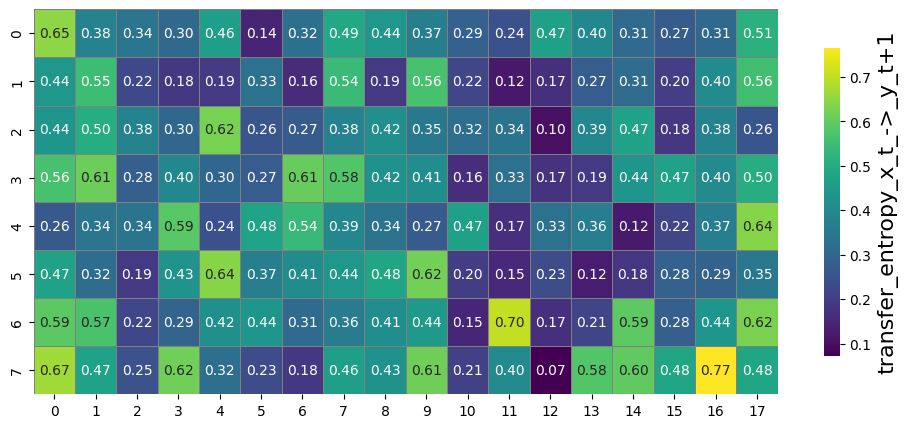 0 0.65 0.38 0.34 0.30 0.46 0.14 0.32 0.49 0.44 0.37 0.29 0.24 0.47 0.40 0.31 0.27 0.31 0.51
1 0.44 0.55 0.22 0.18 0.19 0.33 0.16 0.54 0.19 0.56 0.22 0.12 0.17 0.27 0.31 0.20 0.40 0.56
2 0.44 0.50 0.38 0.30 0.62 0.26 0.27 0.38 0.42 0.35 0.32 0.34 0.10 0.39 0.47 0.18 0.38 0.26
3 0.56 0.61 0.28 0.40 0.30 0.27 0.61 0.58 0.42 0.41 0.16 0.33 0.17 0.19 0.44 0.47 0.40 0.50
4 0.26 0.34 0.34 0.59 0.24 0.48 0.54 0.39 0.34 0.27 0.47 0.17 0.33 0.36 0.12 0.22 0.37 0.64
5 0.47 0.32 0.19 0.43 0.64 0.37 0.41 0.44 0.48 0.62 0.20 0.15 0.23 0.12 0.18 0.28 0.29 0.35
6 0.59 0.57 0.22 0.29 0.42 0.44 0.31 0.36 0.41 0.44 0.15 0.70 0.17 0.21 0.59 0.28 0.44 0.62
7 0.67 0.47 0.25 0.62 0.32 0.23 0.18 0.46 0.43 0.61 0.21 0.40 0.07 0.58 0.60 0.48 0.77 0.48
0 1 2 3 4 5 6 7 8 9 10 11 12 13 14 15 16 17
0.7
0.6
0.5
0.4
0.3
0.2
0.1
transfer_entropy_x_t_->_y_t+1